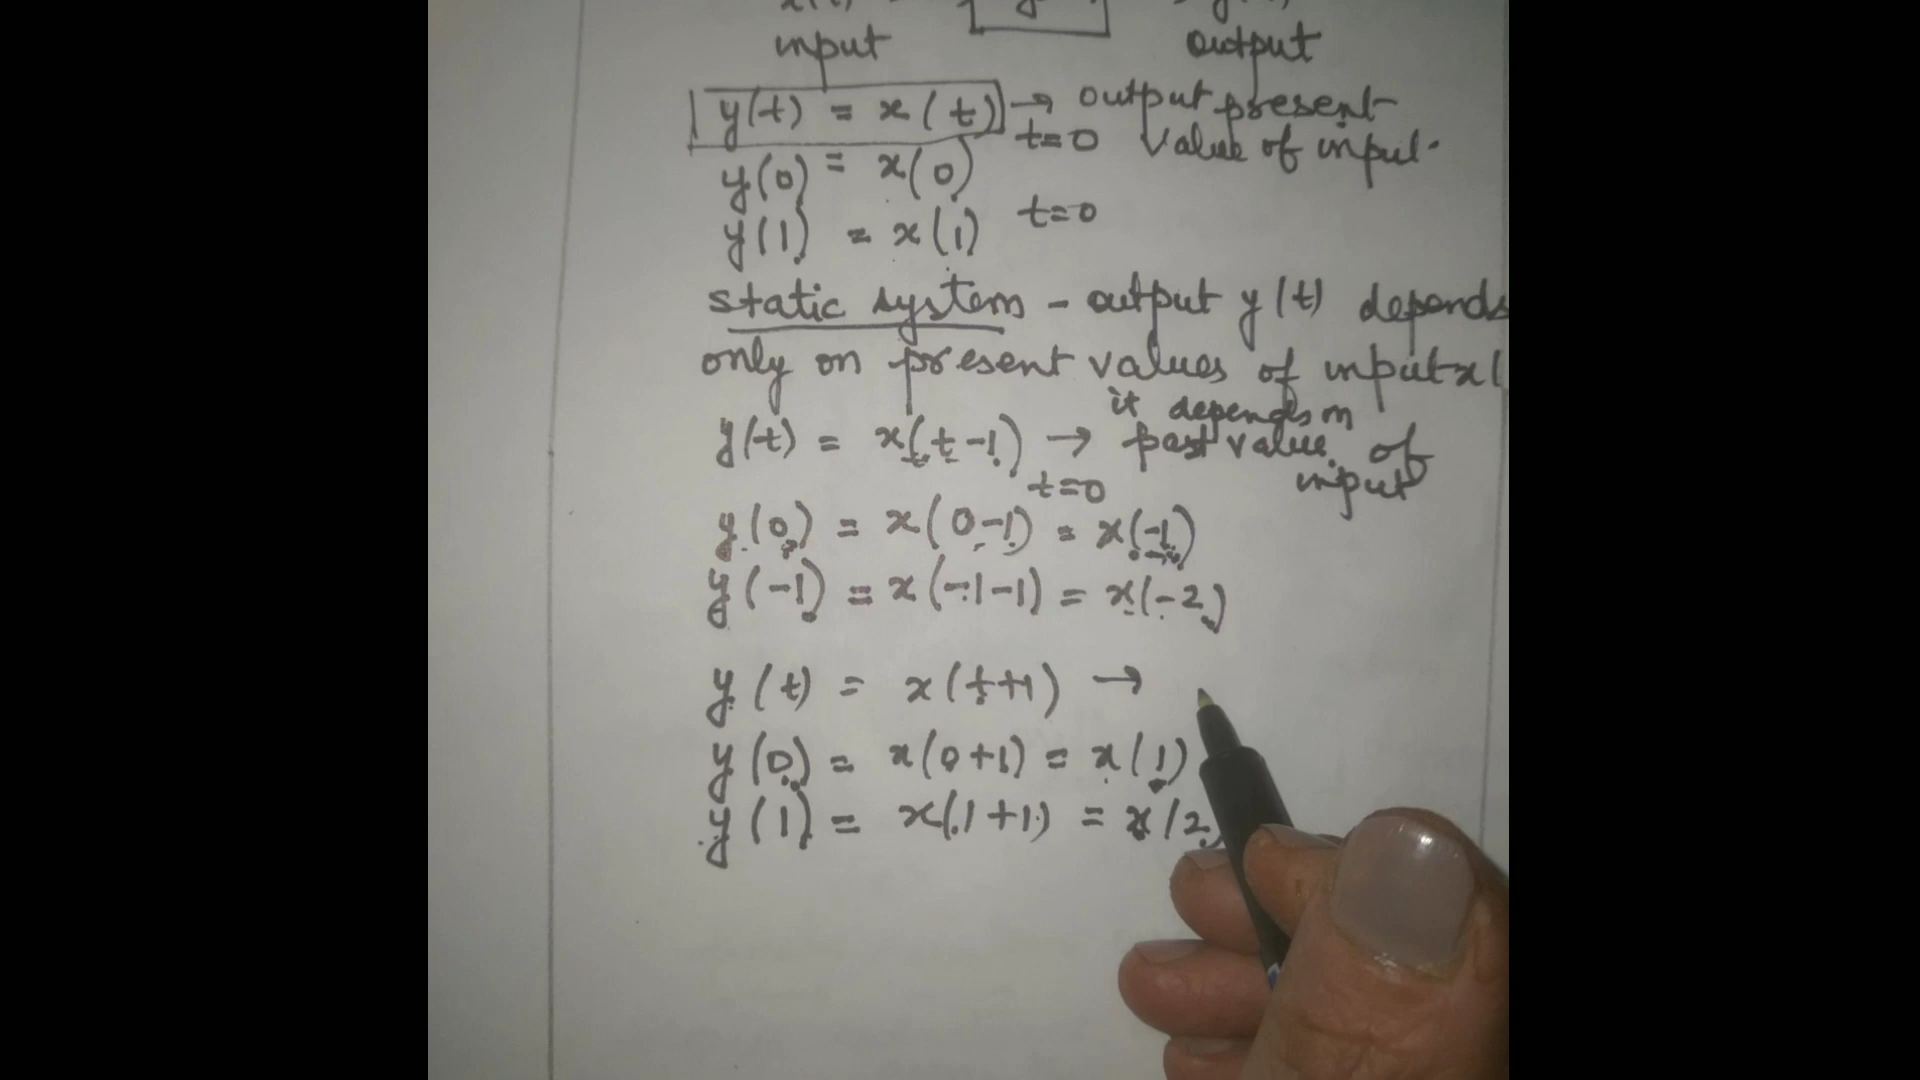 input output
y(t) = x(t) → output present
t=0 value of input.
y(0) = x(0)
t=0
y(1) = x(1)
static system - output y(t) depends
only on present values of input x(
it depends on
y(t) = x(t-1) → past value of
input
t=0
y(0) = x(0-1) = x(-1)
y(-1) = x(-1-1) = x(-2)
y(t) = x(t+1) →
y(0) = x(0+1) = x(1)
y(1) = x(1+1) = x(2)